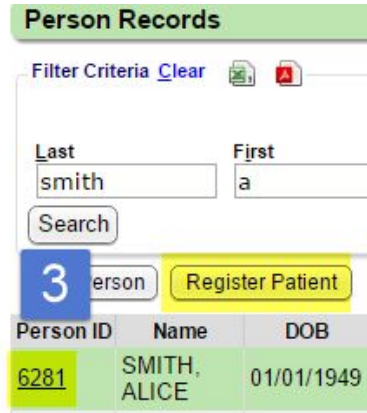 Person Records
Filter Criteria Clear
Last First
smith a
Search
3 erson Register Patient
Person ID Name DOB
6281 SMITH, ALICE 01/01/1949